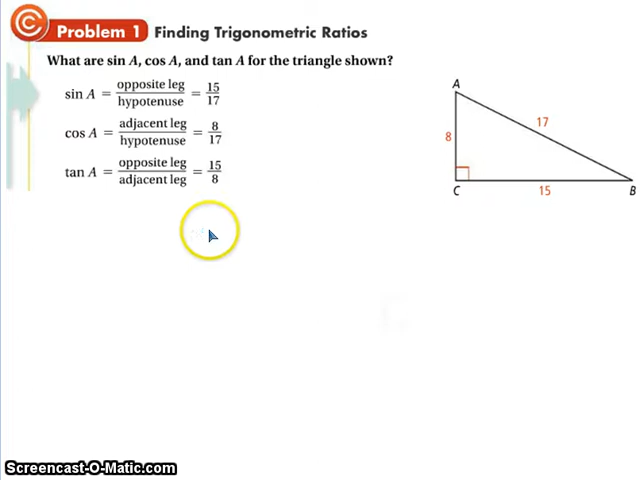 C Problem 1 Finding Trigonometric Ratios
What are sin A, cos A, and tan A for the triangle shown?
sin A = opposite leg / hypotenuse = 15/17
cos A = adjacent leg / hypotenuse = 8/17
tan A = opposite leg / adjacent leg = 15/8
A
17
8
C
15
B
Screencast-O-Matic.com